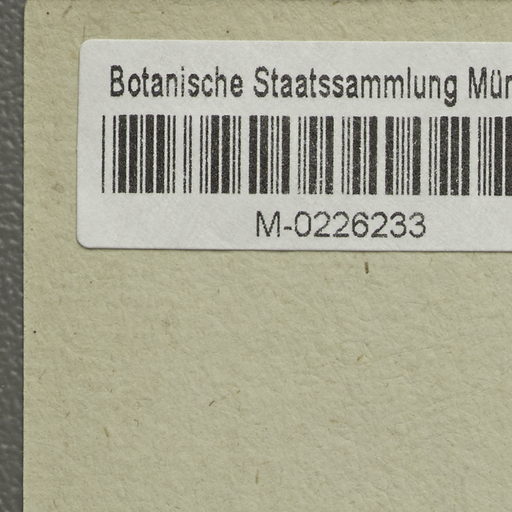 Botanische Staatssammlung Mün
M-0226233